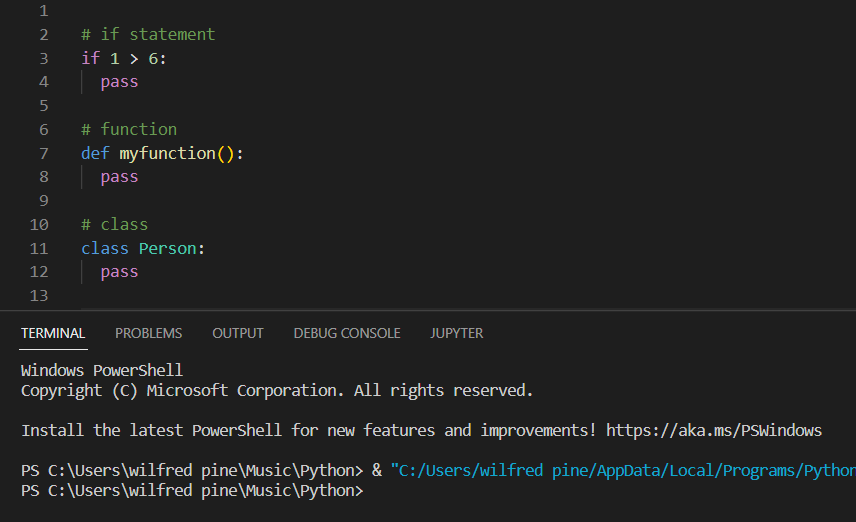 1
2 # if statement
3 if 1 > 6:
4 pass
5
6 # function
7 def myfunction():
8 pass
9
10 # class
11 class Person:
12 pass
13
TERMINAL PROBLEMS OUTPUT DEBUG CONSOLE JUPYTER
Windows PowerShell
Copyright (C) Microsoft Corporation. All rights reserved.
Install the latest PowerShell for new features and improvements! https://aka.ms/PSWindows
PS C:\Users\wilfred pine\Music\Python> & "C:/Users/wilfred pine/AppData/Local/Programs/Python
PS C:\Users\wilfred pine\Music\Python>